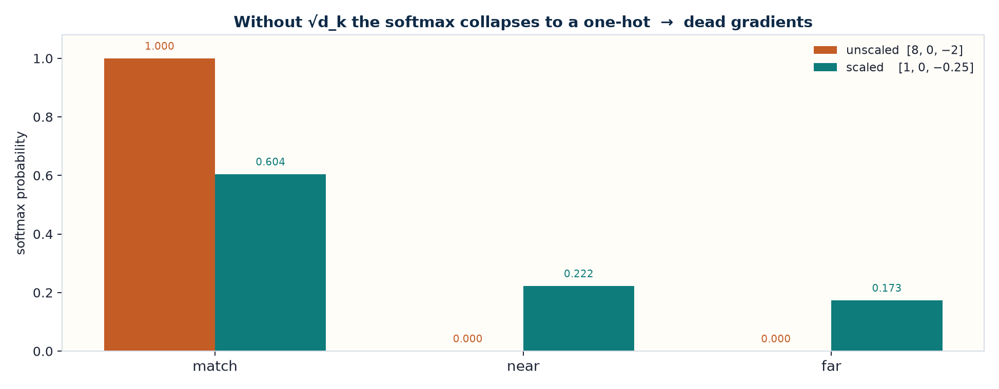 Without √d_k the softmax collapses to a one-hot → dead gradients
unscaled [8, 0, −2]
scaled [1, 0, −0.25]
softmax probability
1.0
0.8
0.6
0.4
0.2
0.0
1.000
0.604
0.000
0.222
0.000
0.173
match
near
far